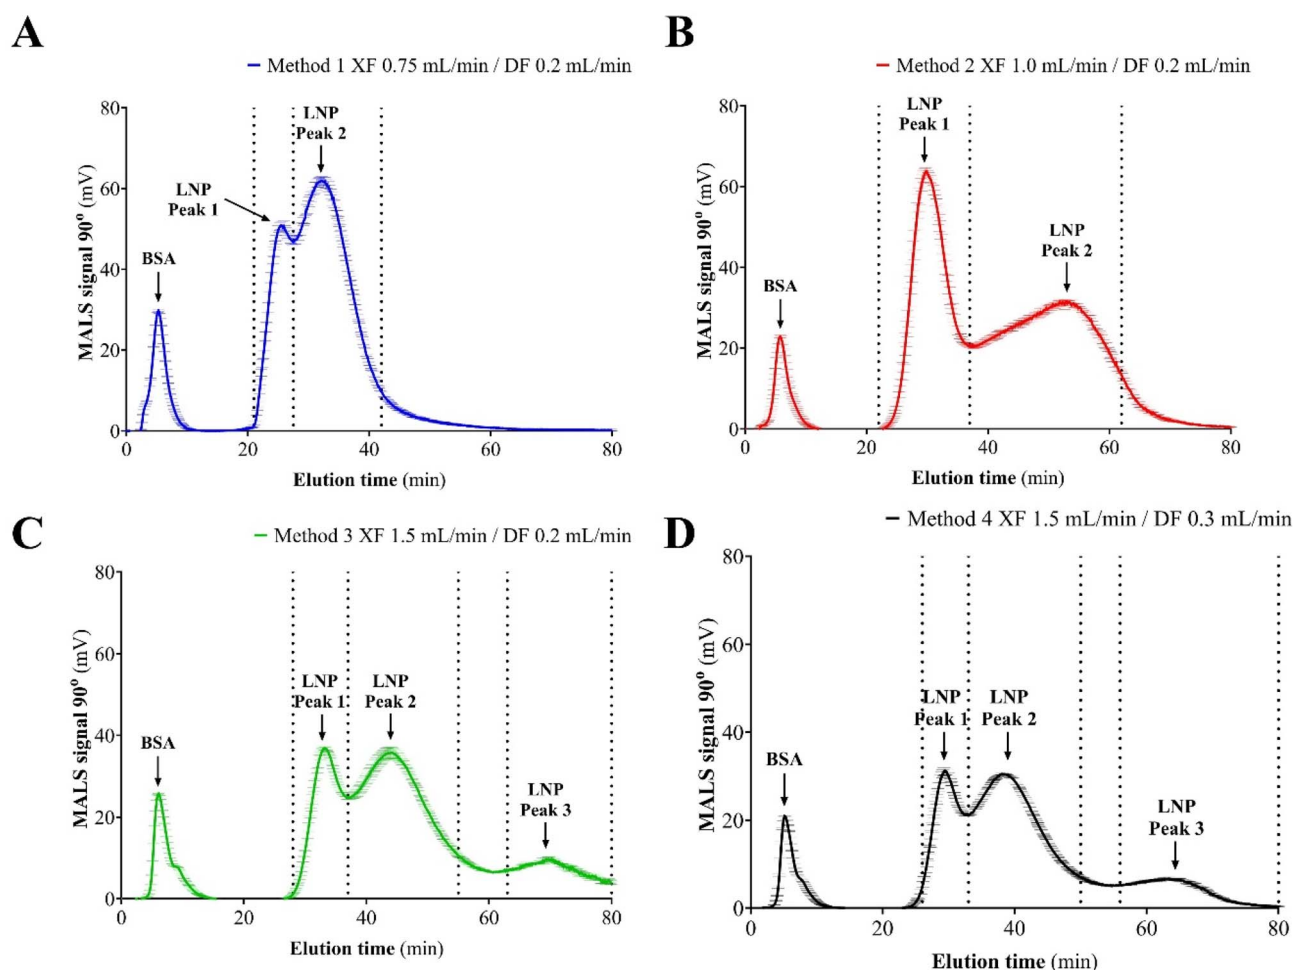 A
Method 1 XF 0.75 mL/min / DF 0.2 mL/min
80
60
40
20
0
MALS signal 90⁰ (mV)
LNP
Peak 2
LNP
Peak 1
BSA
0
20
40
60
80
Elution time (min)
B
Method 2 XF 1.0 mL/min / DF 0.2 mL/min
80
60
40
20
0
MALS signal 90⁰ (mV)
LNP
Peak 1
LNP
Peak 2
BSA
0
20
40
60
80
Elution time (min)
C
Method 3 XF 1.5 mL/min / DF 0.2 mL/min
80
60
40
20
0
MALS signal 90⁰ (mV)
LNP
Peak 1
LNP
Peak 2
BSA
LNP
Peak 3
0
20
40
60
80
Elution time (min)
D
Method 4 XF 1.5 mL/min / DF 0.3 mL/min
80
60
40
20
0
MALS signal 90⁰ (mV)
LNP
Peak 1
LNP
Peak 2
BSA
LNP
Peak 3
0
20
40
60
80
Elution time (min)